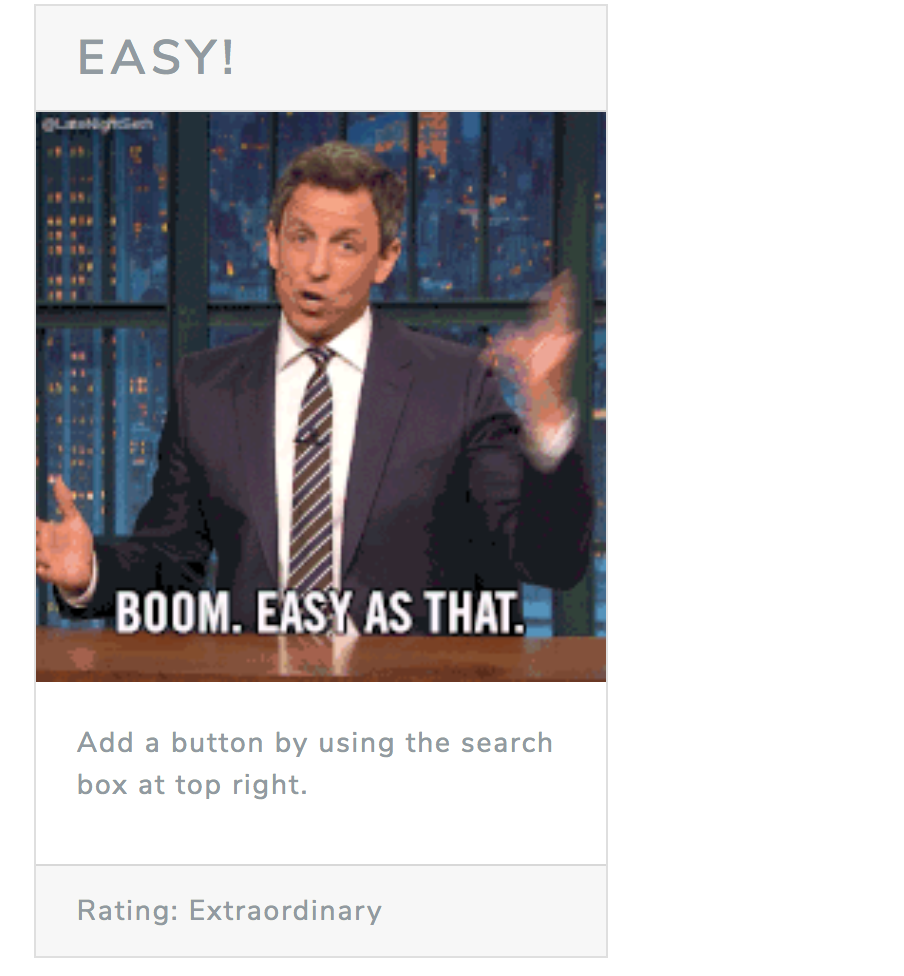 EASY!
@LateNightSeth
BOOM. EASY AS THAT.
Add a button by using the search
box at top right.
Rating: Extraordinary